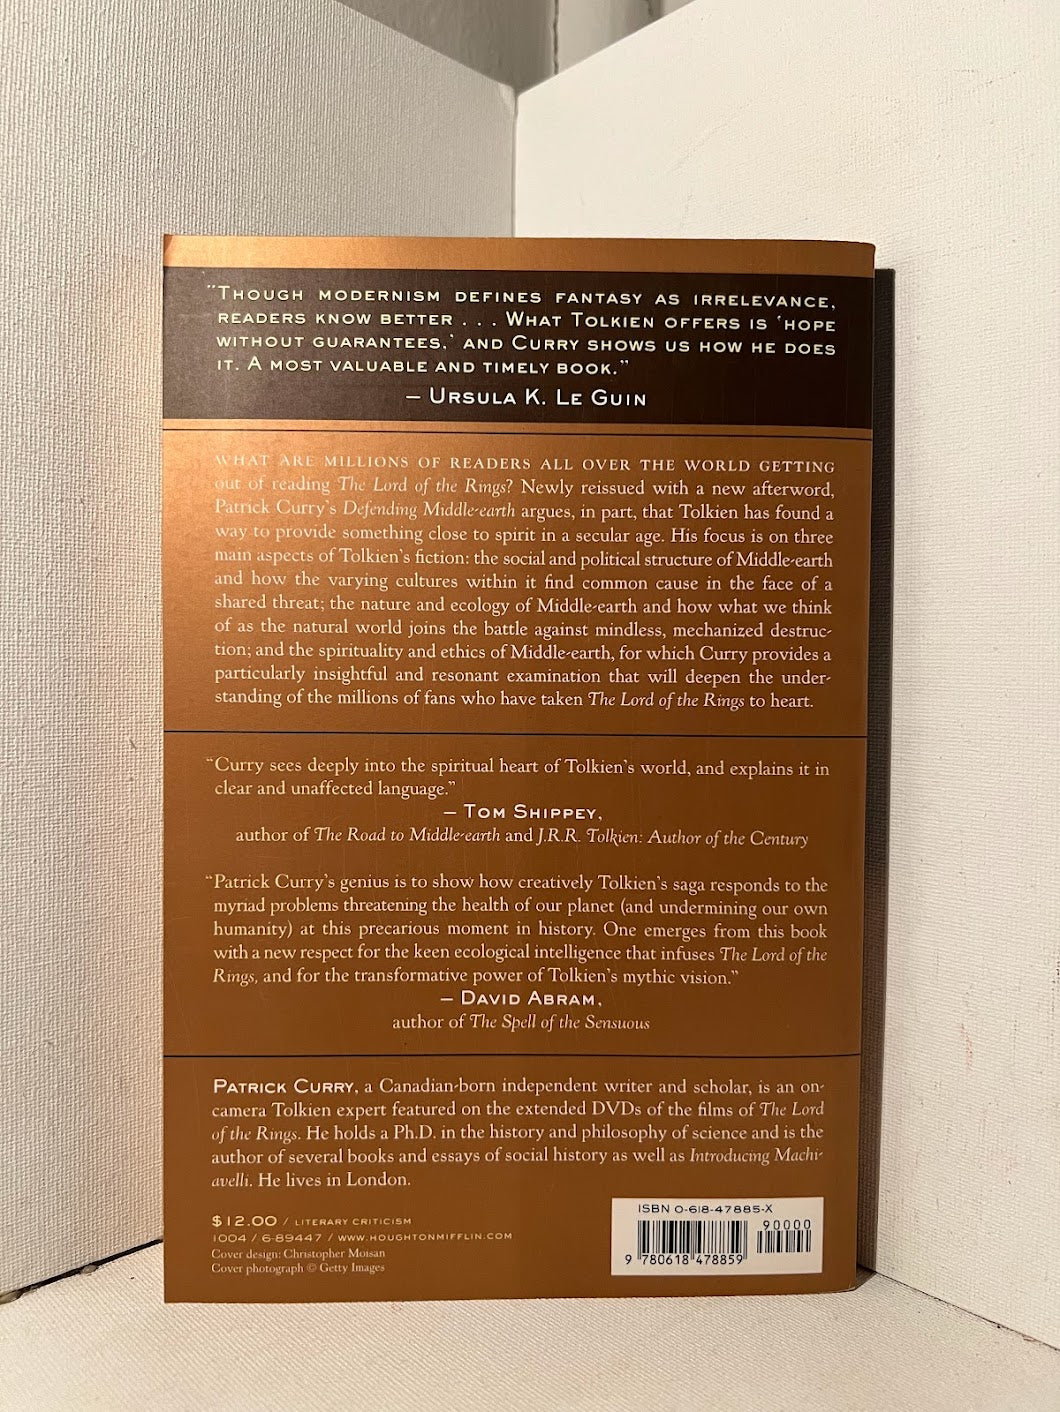 "Though modernism defines fantasy as irrelevance,
readers know better . . . What Tolkien offers is 'hope
without guarantees,' and Curry shows us how he does
it. A most valuable and timely book."
– Ursula K. Le Guin
WHAT ARE MILLIONS OF READERS ALL OVER THE WORLD GETTING
out of reading The Lord of the Rings? Newly reissued with a new afterword,
Patrick Curry's Defending Middle-earth argues, in part, that Tolkien has found a
way to provide something close to spirit in a secular age. His focus is on three
main aspects of Tolkien's fiction: the social and political structure of Middle-earth
and how the varying cultures within it find common cause in the face of a
shared threat; the nature and ecology of Middle-earth and how what we think
of as the natural world joins the battle against mindless, mechanized destruc-
tion; and the spirituality and ethics of Middle-earth, for which Curry provides a
particularly insightful and resonant examination that will deepen the under-
standing of the millions of fans who have taken The Lord of the Rings to heart.
"Curry sees deeply into the spiritual heart of Tolkien's world, and explains it in
clear and unaffected language."
– Tom Shippey,
author of The Road to Middle-earth and J.R.R. Tolkien: Author of the Century
"Patrick Curry's genius is to show how creatively Tolkien's saga responds to the
myriad problems threatening the health of our planet (and undermining our own
humanity) at this precarious moment in history. One emerges from this book
with a new respect for the keen ecological intelligence that infuses The Lord of the
Rings, and for the transformative power of Tolkien's mythic vision."
– David Abram,
author of The Spell of the Sensuous
Patrick Curry, a Canadian-born independent writer and scholar, is an on-
camera Tolkien expert featured on the extended DVDs of the films of The Lord
of the Rings. He holds a Ph.D. in the history and philosophy of science and is the
author of several books and essays of social history as well as Introducing Machi-
avelli. He lives in London.
$12.00 / LITERARY CRITICISM
1004 / 6-89447 / WWW.HOUGHTONMIFFLIN.COM
Cover design: Christopher Moisan
Cover photograph © Getty Images
ISBN 0-618-47885-X
90000
9 780618 478859